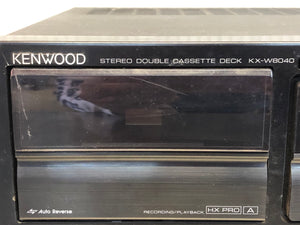 KENWOOD STEREO DOUBLE CASSETTE DECK KX-W8040
Auto Reverse RECORDING/PLAYBACK HX PRO A